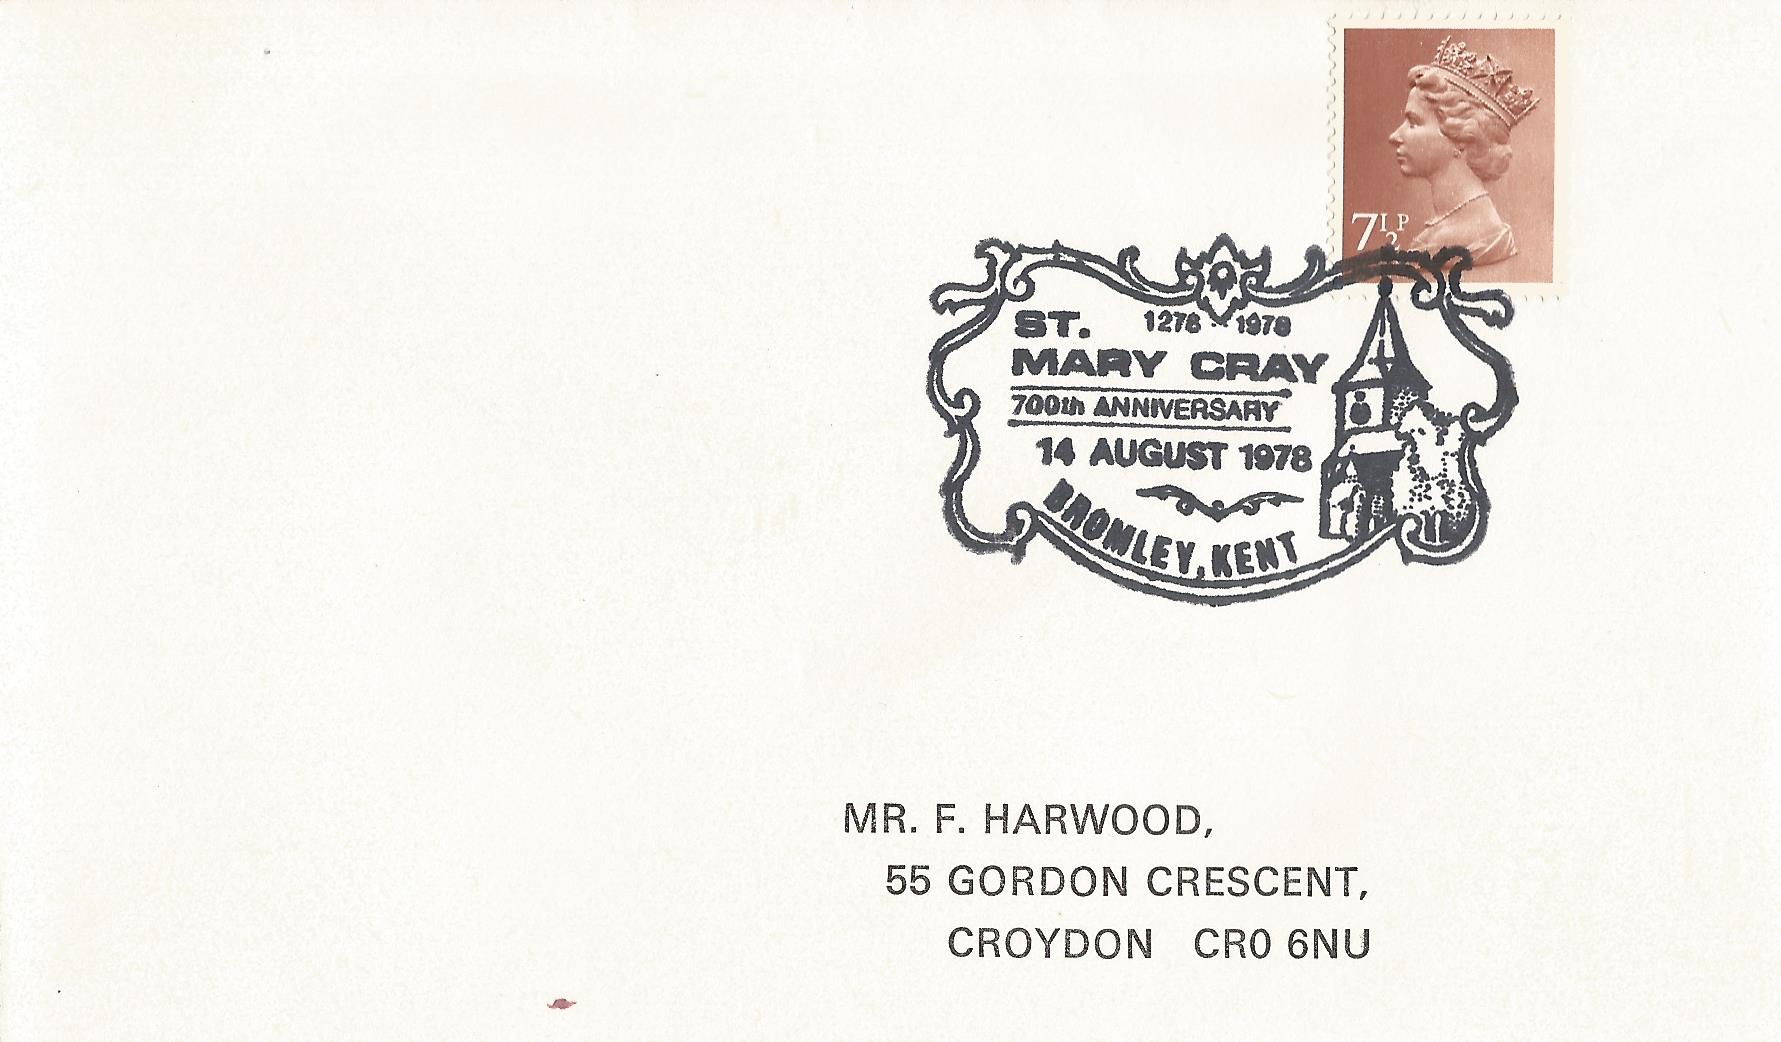 7½P
ST. 1278 - 1978
MARY CRAY
700th ANNIVERSARY
14 AUGUST 1978
BROMLEY, KENT
MR. F. HARWOOD,
55 GORDON CRESCENT,
CROYDON CR0 6NU